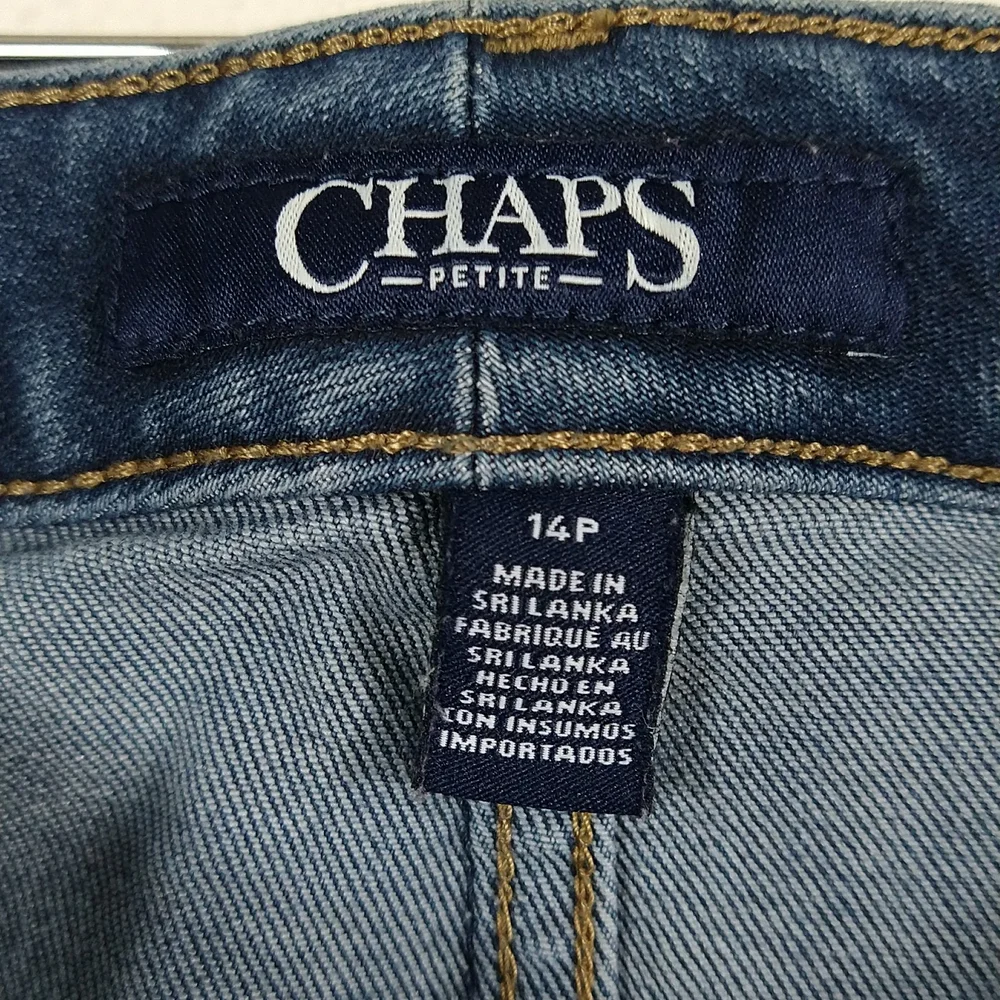 CHAPS
PETITE
14P
MADE IN
SRI LANKA
FABRIQUÉ AU
SRI LANKA
HECHO EN
SRI LANKA
CON INSUMOS
IMPORTADOS